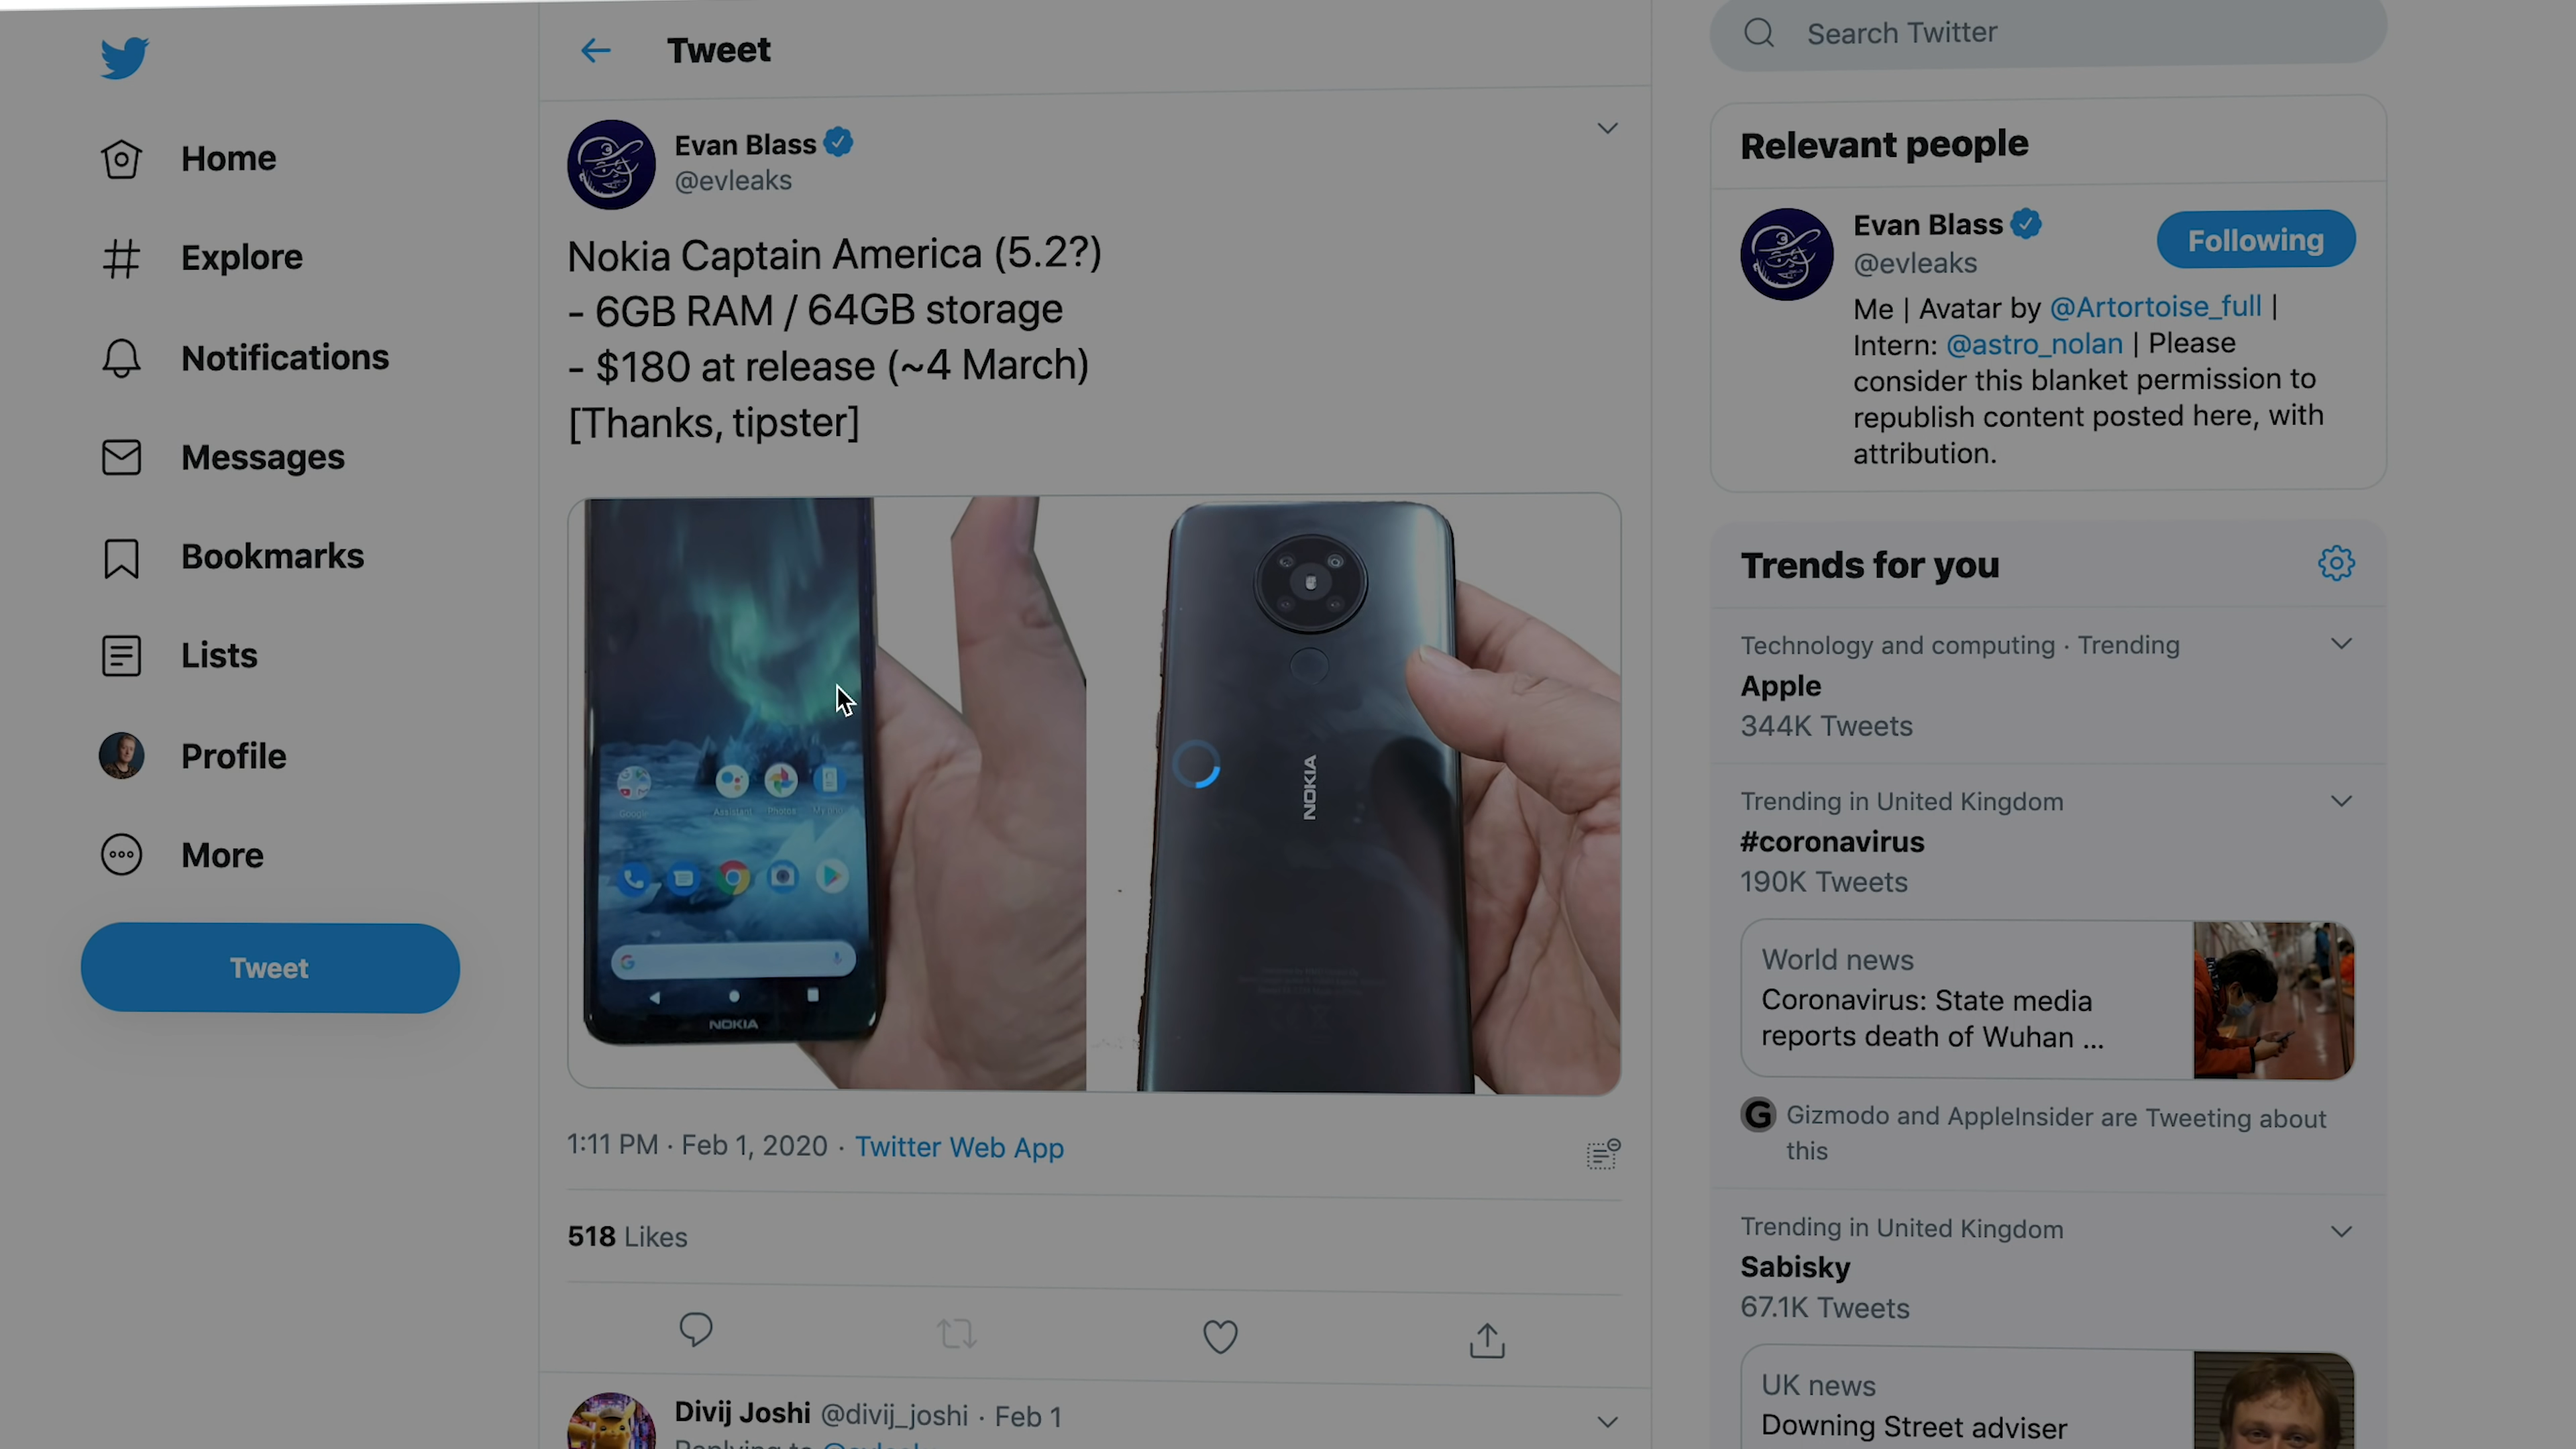 Tweet
Search Twitter
Home
Explore
Notifications
Messages
Bookmarks
Lists
Profile
More
Tweet
Evan Blass
@evleaks
Nokia Captain America (5.2?)
- 6GB RAM / 64GB storage
- $180 at release (~4 March)
[Thanks, tipster]
Google
Assistant
Photos
NOKIA
NOKIA
1:11 PM · Feb 1, 2020 · Twitter Web App
518 Likes
Divij Joshi @divij_joshi · Feb 1
Relevant people
Evan Blass
@evleaks
Following
Me | Avatar by @Artortoise_full |
Intern: @astro_nolan | Please
consider this blanket permission to
republish content posted here, with
attribution.
Trends for you
Technology and computing · Trending
Apple
344K Tweets
Trending in United Kingdom
#coronavirus
190K Tweets
World news
Coronavirus: State media
reports death of Wuhan ...
G
Gizmodo and AppleInsider are Tweeting about
this
Trending in United Kingdom
Sabisky
67.1K Tweets
UK news
Downing Street adviser